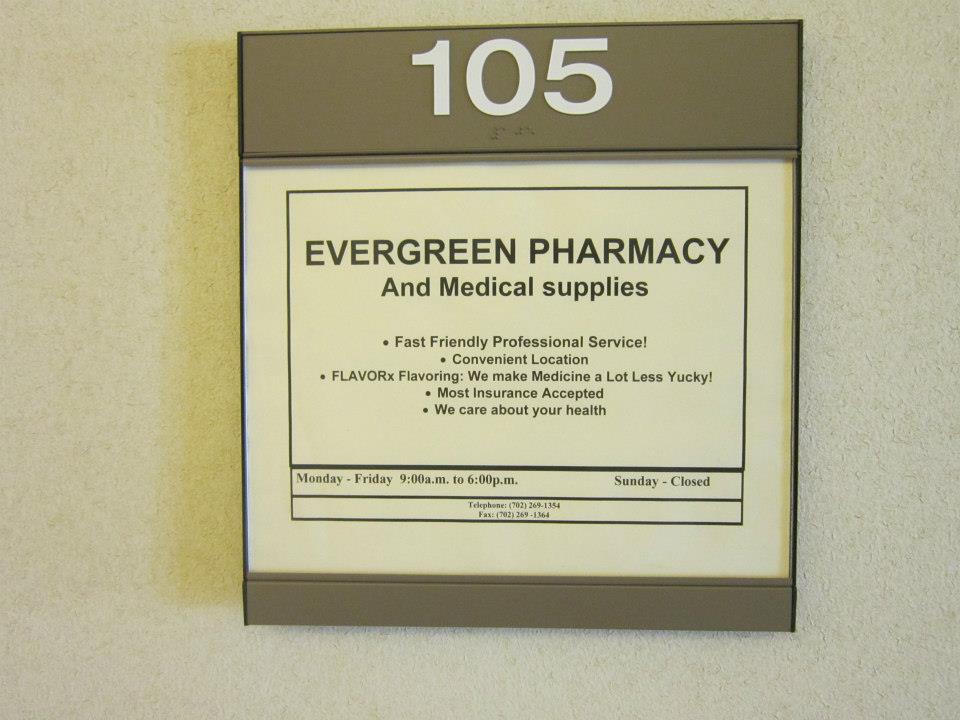 105
EVERGREEN PHARMACY
And Medical supplies
• Fast Friendly Professional Service!
• Convenient Location
• FLAVORx Flavoring: We make Medicine a Lot Less Yucky!
• Most Insurance Accepted
• We care about your health
Monday - Friday 9:00a.m. to 6:00p.m. Sunday - Closed
Telephone: (702) 269-1354
Fax: (702) 269 -1364